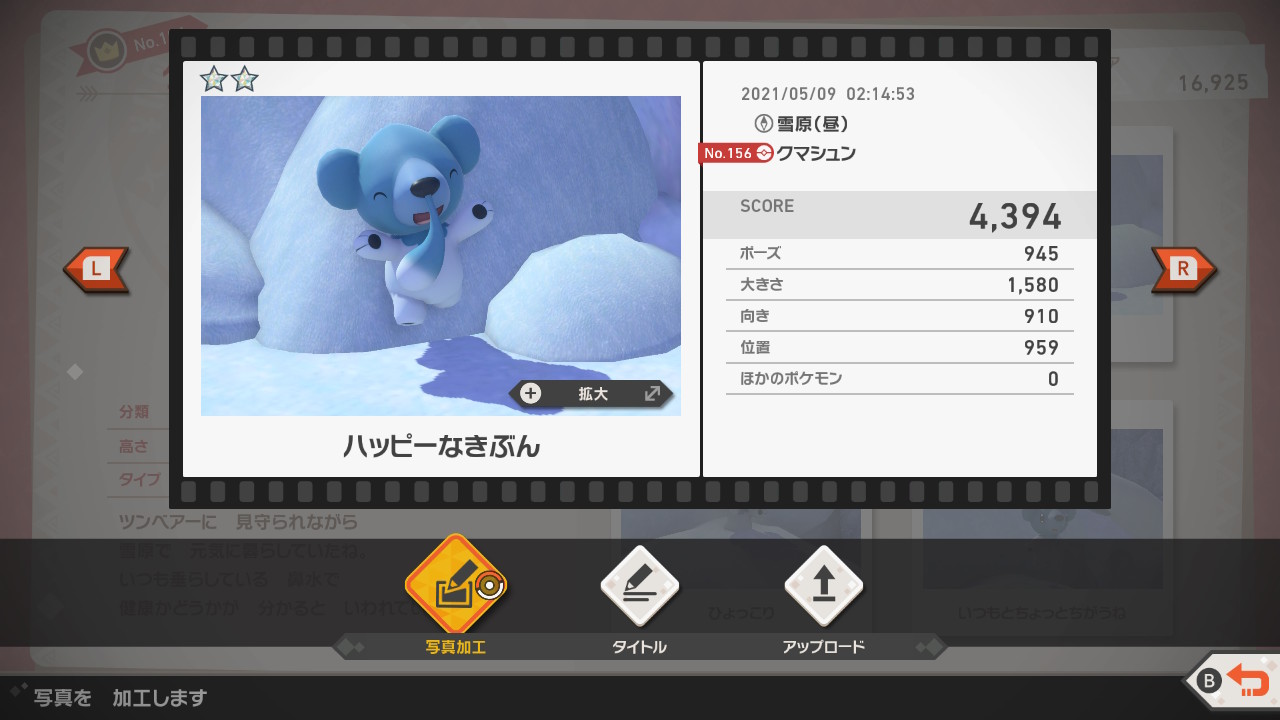 No.1
16,925
2021/05/09 02:14:53
雪原(昼)
No.156 クマシュン
SCORE 4,394
ポーズ 945
大きさ 1,580
向き 910
位置 959
ほかのポケモン 0
L
R
+ 拡大
ハッピーなきぶん
分類
高さ
タイプ
ツンベアーに 見守られながら
雪原で 元気に暮らしていたね。
いつも垂らしている 鼻水で
健康かどうかが 分かると いわれて
ひょっこり
いつもとちょっとちがうな
写真加工
タイトル
アップロード
写真を 加工します
B